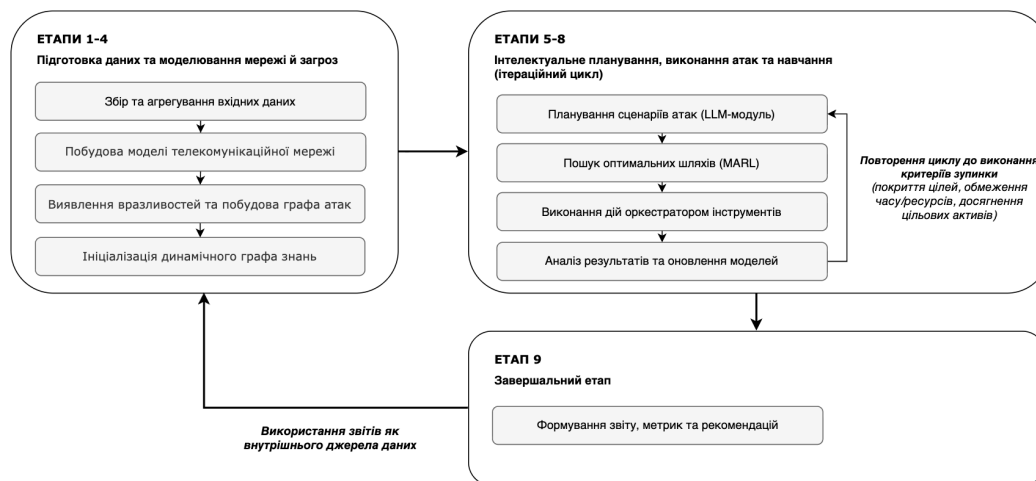 ЕТАПИ 1-4
Підготовка даних та моделювання мережі й загроз
Збір та агрегування вхідних даних
Побудова моделі телекомунікаційної мережі
Виявлення вразливостей та побудова графа атак
Ініціалізація динамічного графа знань
ЕТАПИ 5-8
Інтелектуальне планування, виконання атак та навчання
(ітераційний цикл)
Планування сценаріїв атак (LLM-модуль)
Пошук оптимальних шляхів (MARL)
Виконання дій оркестратором інструментів
Аналіз результатів та оновлення моделей
Повторення циклу до виконання
критеріїв зупинки
(покриття цілей, обмеження
часу/ресурсів, досягнення
цільових активів)
ЕТАП 9
Завершальний етап
Формування звіту, метрик та рекомендацій
Використання звітів як
внутрішнього джерела даних